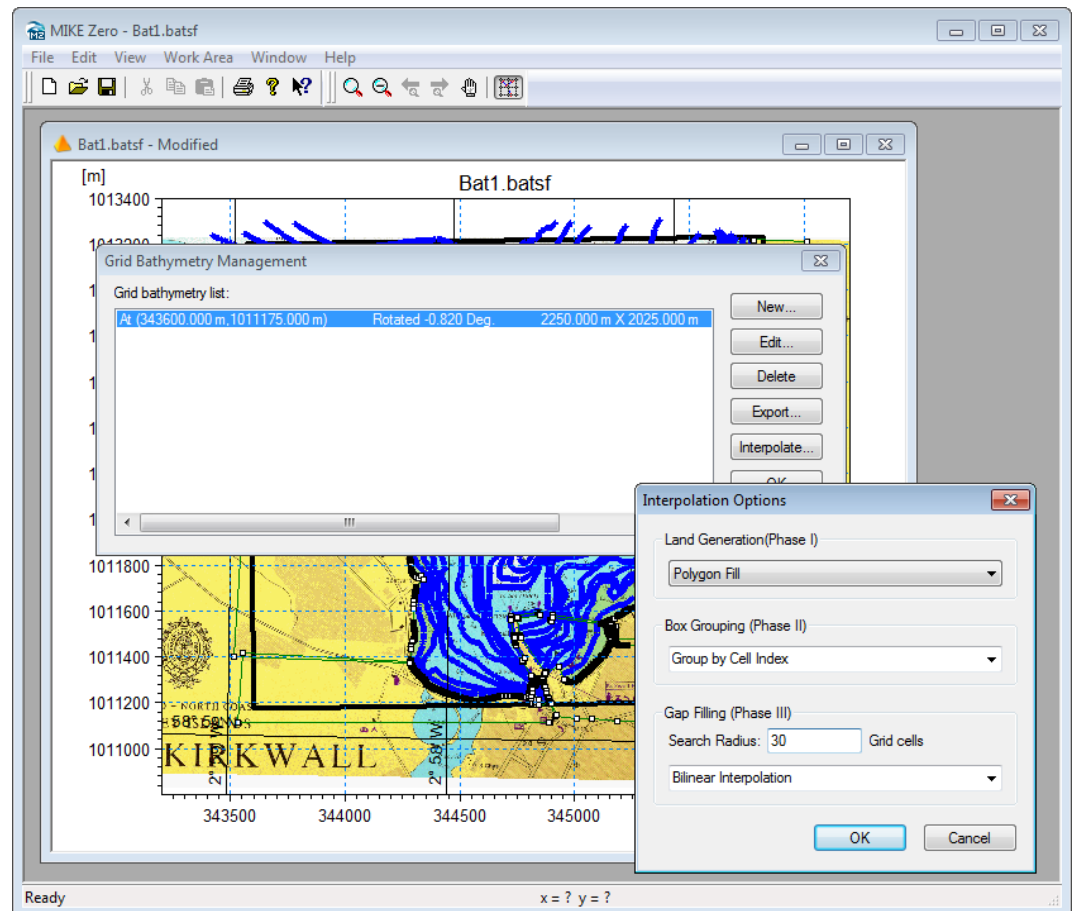 MIKE Zero - Bat1.batsf
File Edit View Work Area Window Help
Bat1.batsf - Modified
[m]
Bat1.batsf
1013400
1013200
Grid Bathymetry Management
Grid bathymetry list:
At (343600.000 m,1011175.000 m) Rotated -0.820 Deg. 2250.000 m X 2025.000 m
New...
Edit...
Delete
Export...
Interpolate...
OK
Interpolation Options
Land Generation(Phase I)
Polygon Fill
Box Grouping (Phase II)
Group by Cell Index
Gap Filling (Phase III)
Search Radius: 30 Grid cells
Bilinear Interpolation
OK Cancel
1011800
1011600
1011400
1011200
1011000
KIRKWALL
2° 58' W
343500 344000 344500 345000
Ready x = ? y = ?